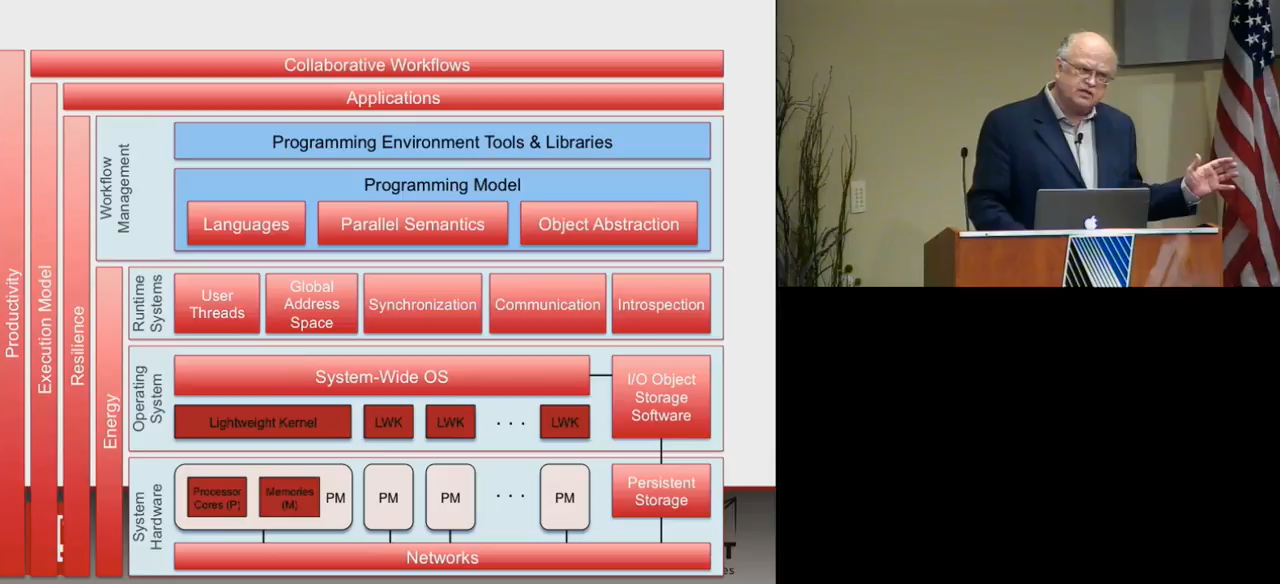 Collaborative Workflows
Applications
Productivity
Execution Model
Resilience
Energy
Workflow
Management
Programming Environment Tools & Libraries
Programming Model
Languages
Parallel Semantics
Object Abstraction
Runtime
Systems
User
Threads
Global
Address
Space
Synchronization
Communication
Introspection
Operating
System
System-Wide OS
I/O Object
Storage
Software
Lightweight Kernel
LWK
LWK
. . .
LWK
System
Hardware
Processor
Cores (P)
Memories
(M)
PM
PM
PM
. . .
PM
Persistent
Storage
Networks